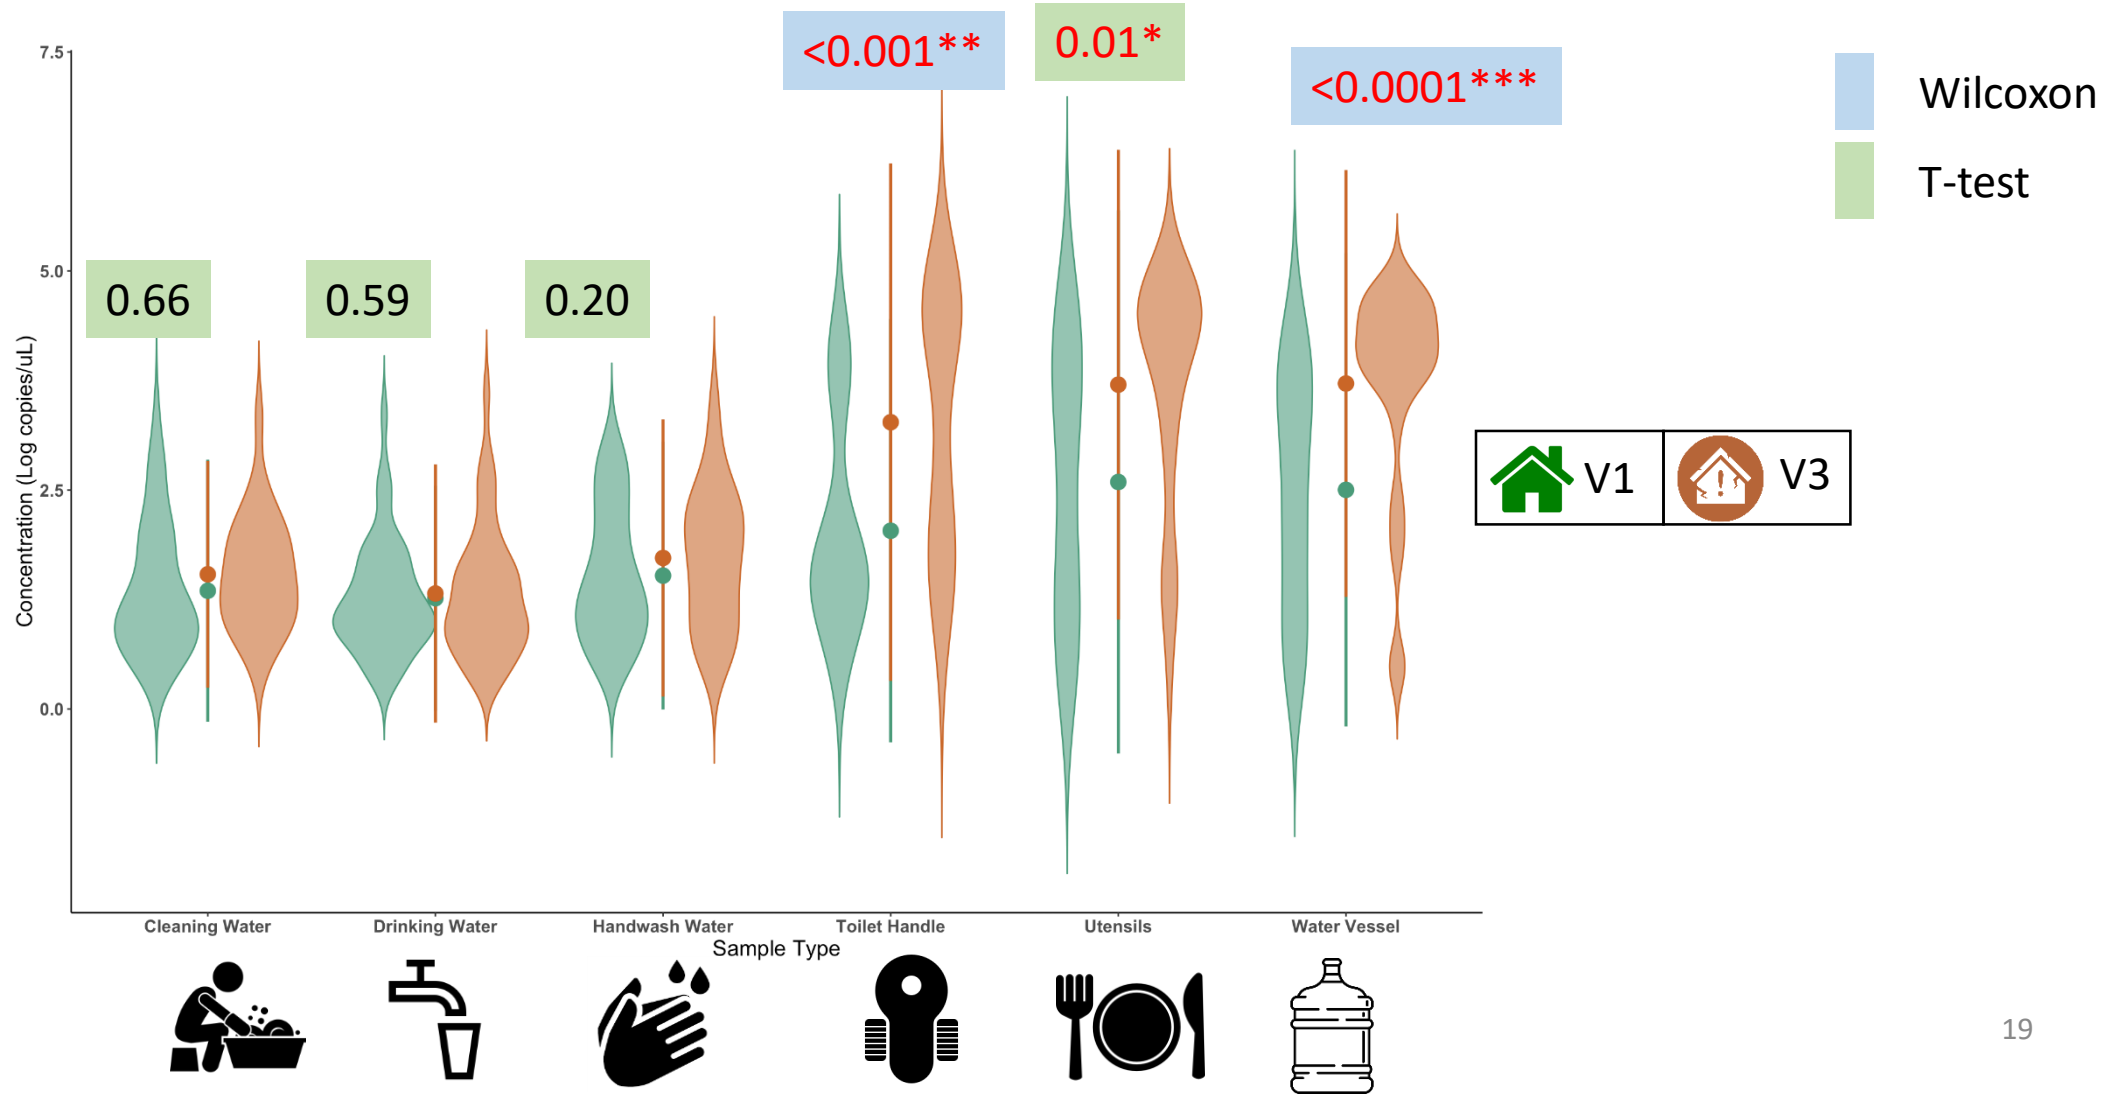 <0.001**
0.01*
<0.0001***
Wilcoxon
T-test
7.5
5.0
2.5
0.0
Concentration (Log copies/uL)
0.66
0.59
0.20
V1
V3
Cleaning Water
Drinking Water
Handwash Water
Toilet Handle
Utensils
Water Vessel
Sample Type
19